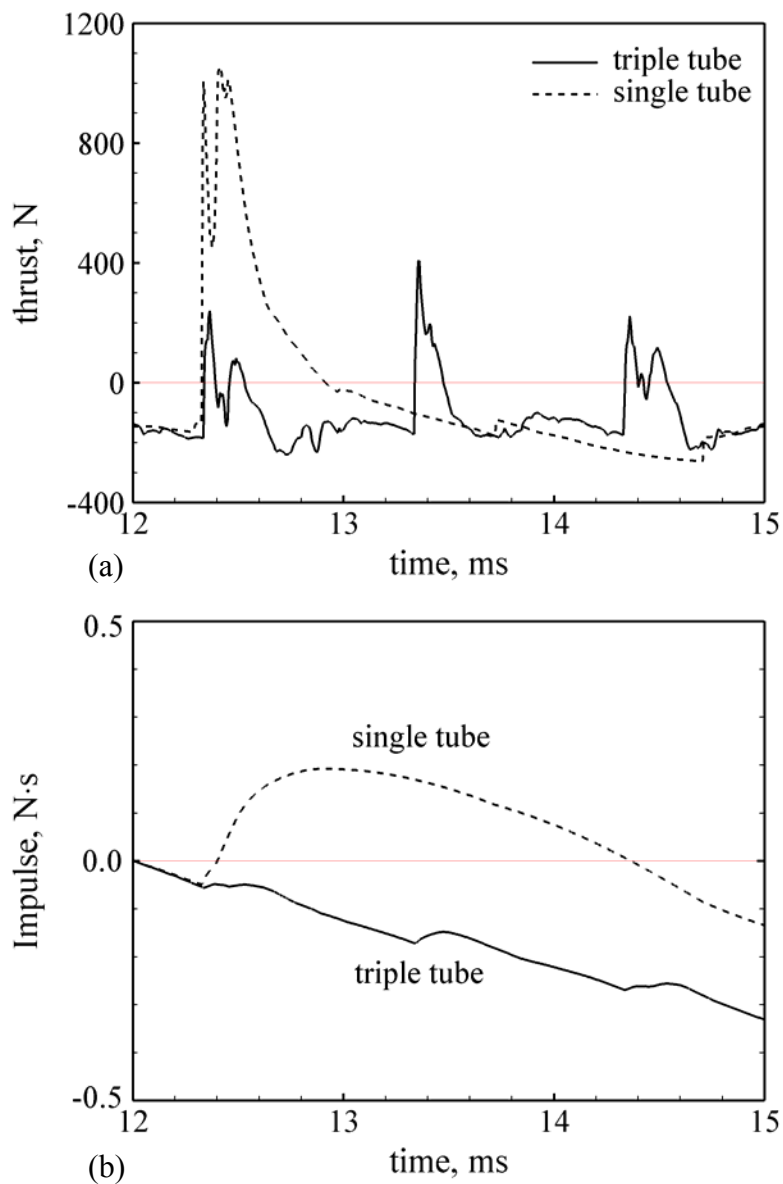 1200
triple tube
single tube
800
thrust, N
400
0
-400
12 13 14 15
(a)
time, ms
0.5
single tube
Impulse, N·s
0.0
triple tube
-0.5
12 13 14 15
time, ms
(b)